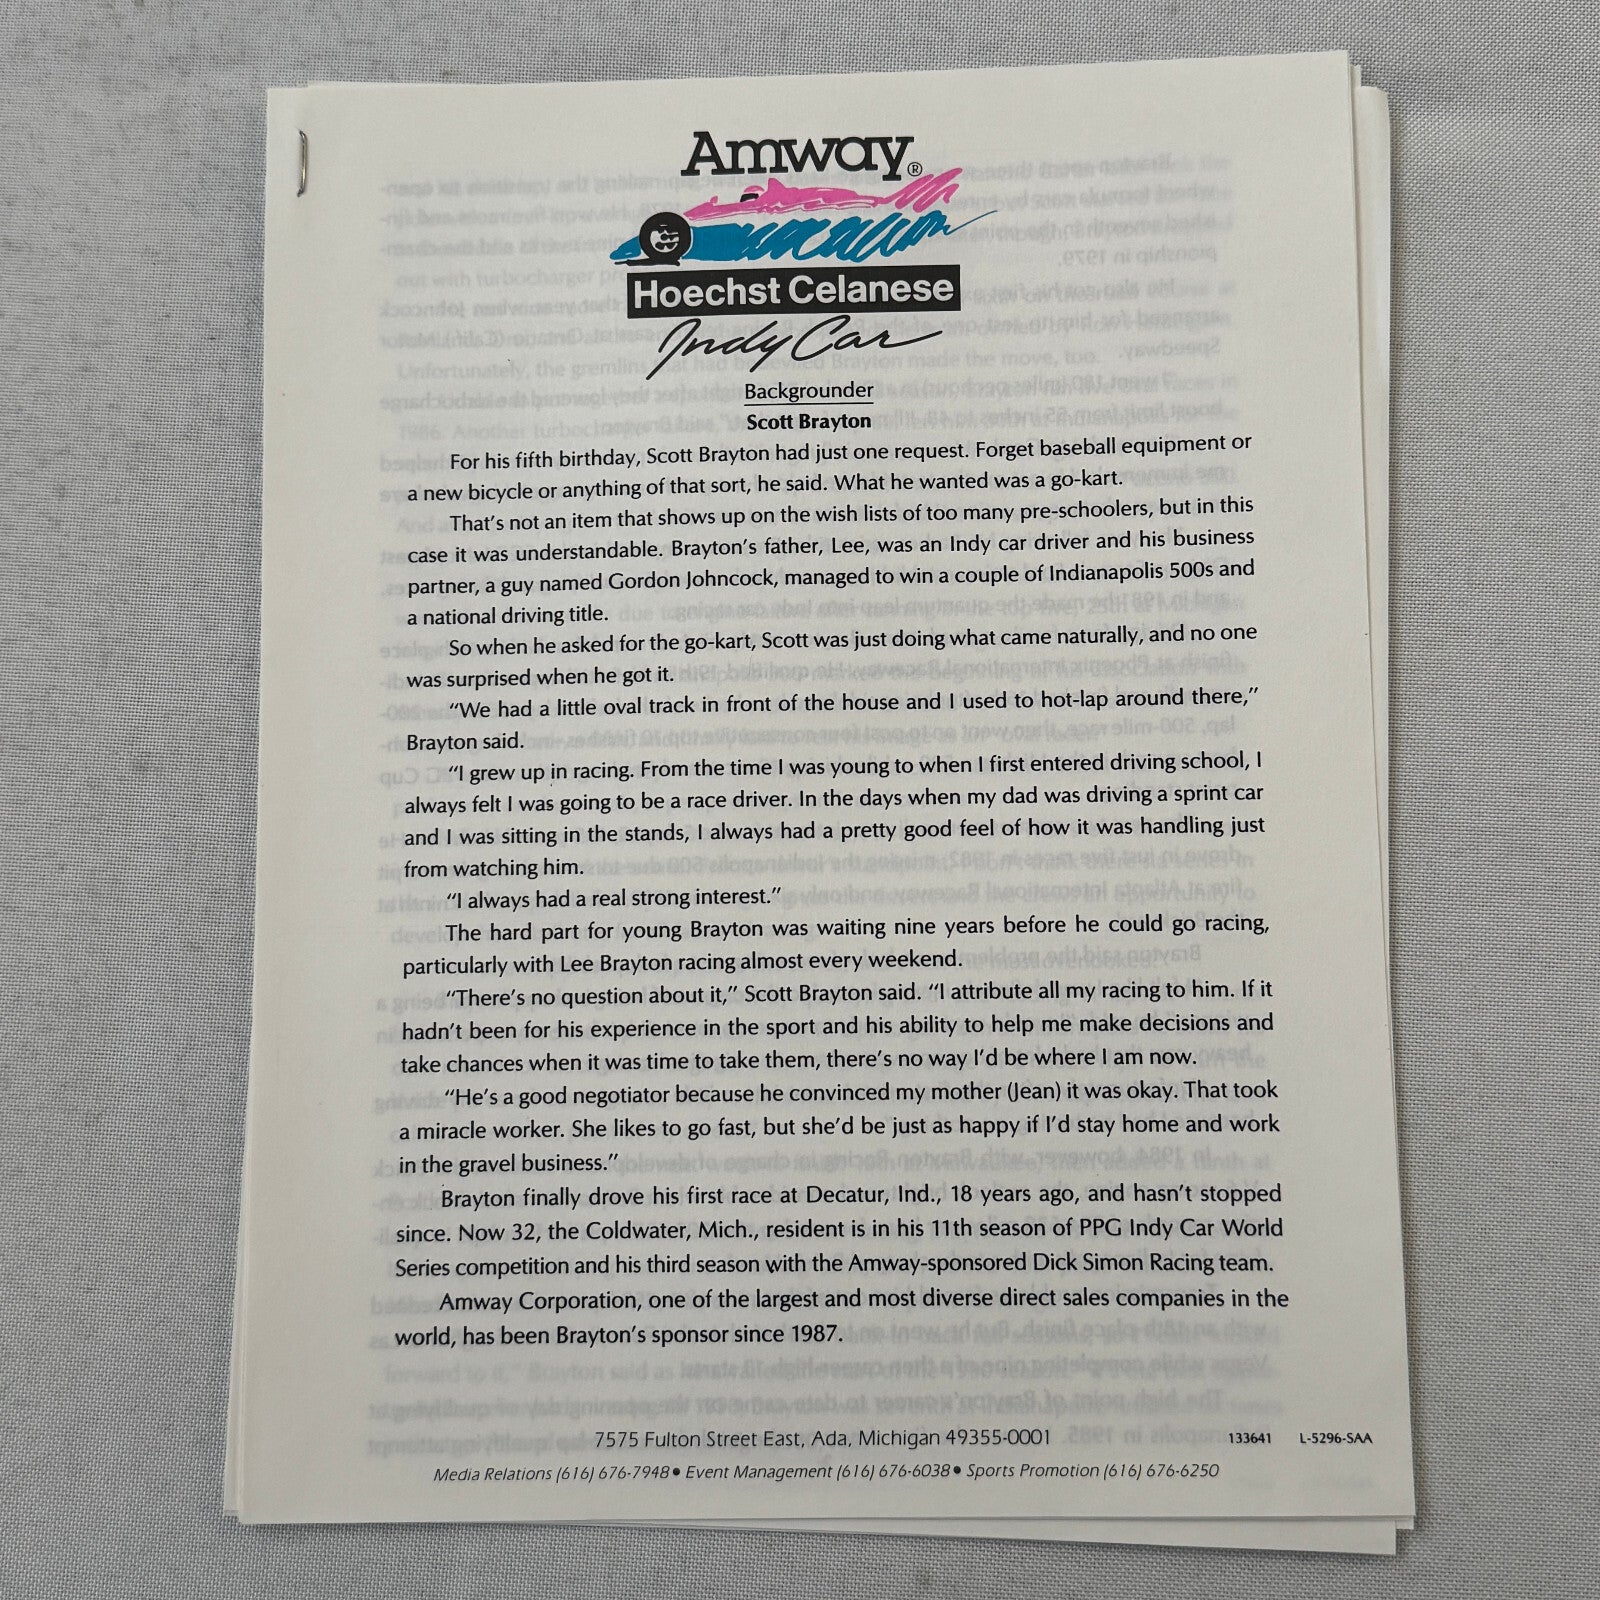 Amway®
Hoechst Celanese
Indy Car
Backgrounder
Scott Brayton
For his fifth birthday, Scott Brayton had just one request. Forget baseball equipment or
a new bicycle or anything of that sort, he said. What he wanted was a go-kart.
That's not an item that shows up on the wish lists of too many pre-schoolers, but in this
case it was understandable. Brayton's father, Lee, was an Indy car driver and his business
partner, a guy named Gordon Johncock, managed to win a couple of Indianapolis 500s and
a national driving title.
So when he asked for the go-kart, Scott was just doing what came naturally, and no one
was surprised when he got it.
“We had a little oval track in front of the house and I used to hot-lap around there,”
Brayton said.
“I grew up in racing. From the time I was young to when I first entered driving school, I
always felt I was going to be a race driver. In the days when my dad was driving a sprint car
and I was sitting in the stands, I always had a pretty good feel of how it was handling just
from watching him.
“I always had a real strong interest.”
The hard part for young Brayton was waiting nine years before he could go racing,
particularly with Lee Brayton racing almost every weekend.
“There's no question about it,” Scott Brayton said. “I attribute all my racing to him. If it
hadn't been for his experience in the sport and his ability to help me make decisions and
take chances when it was time to take them, there's no way I'd be where I am now.
“He's a good negotiator because he convinced my mother (Jean) it was okay. That took
a miracle worker. She likes to go fast, but she'd be just as happy if I'd stay home and work
in the gravel business.”
Brayton finally drove his first race at Decatur, Ind., 18 years ago, and hasn't stopped
since. Now 32, the Coldwater, Mich., resident is in his 11th season of PPG Indy Car World
Series competition and his third season with the Amway-sponsored Dick Simon Racing team.
Amway Corporation, one of the largest and most diverse direct sales companies in the
world, has been Brayton's sponsor since 1987.
7575 Fulton Street East, Ada, Michigan 49355-0001 133641 L-5296-SAA
Media Relations (616) 676-7948 • Event Management (616) 676-6038 • Sports Promotion (616) 676-6250